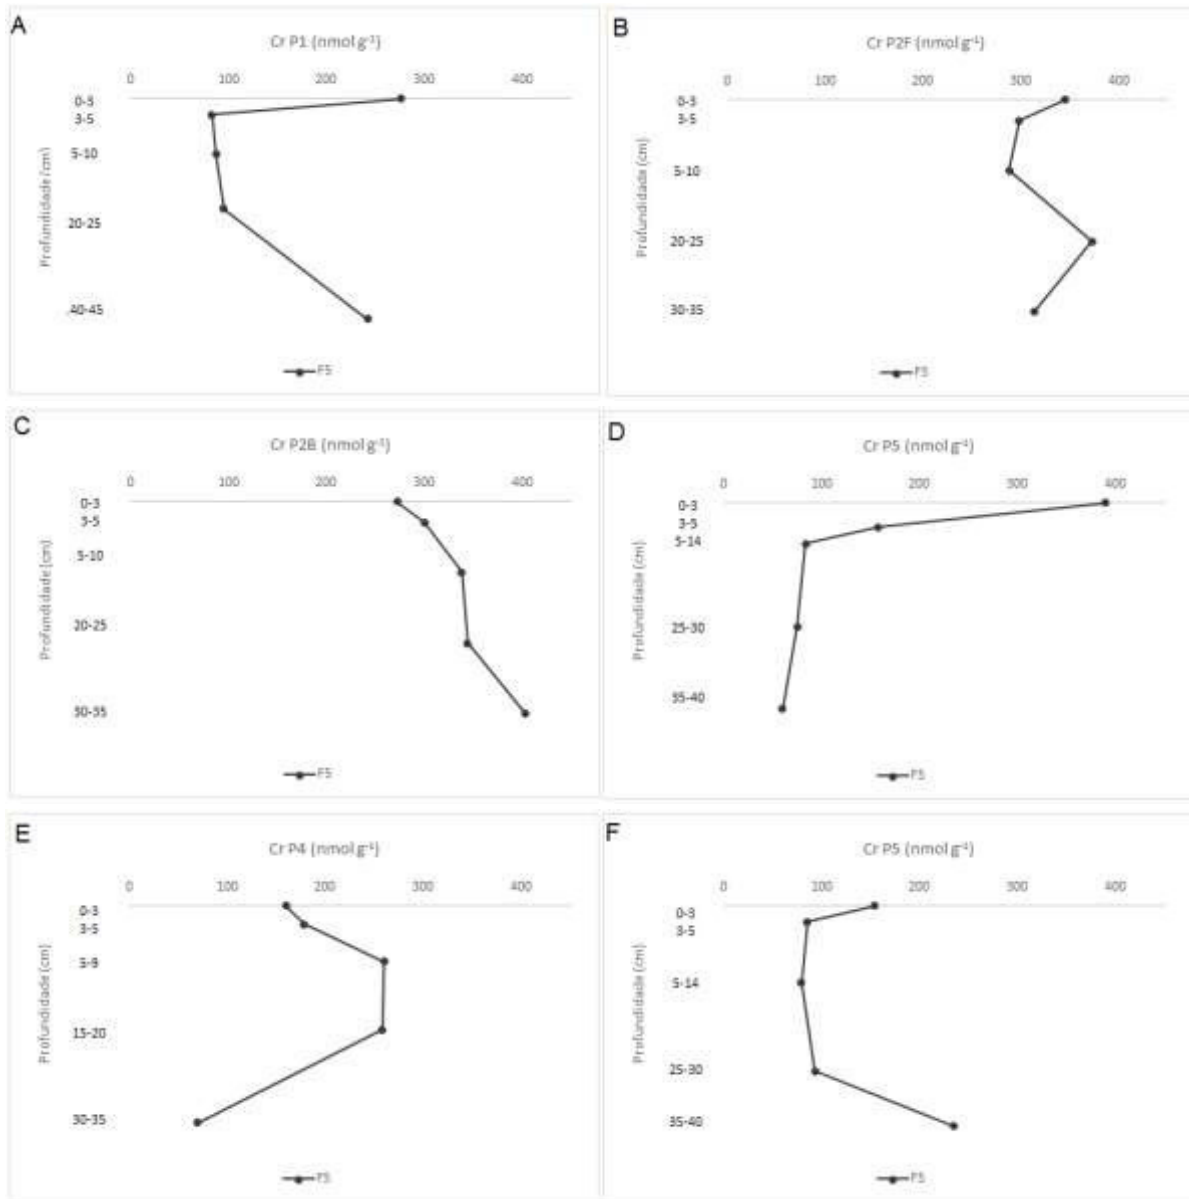 A
Cr P1 (nmol g⁻¹)
0 100 200 300 400
0-3
3-5
5-10
20-25
40-45
Profundidade (cm)
F5
B
Cr P2F (nmol g⁻¹)
0 100 200 300 400
0-3
3-5
5-10
20-25
30-35
Profundidade (cm)
F5
C
Cr P2B (nmol g⁻¹)
0 100 200 300 400
0-3
3-5
5-10
20-25
30-35
Profundidade (cm)
F5
D
Cr P5 (nmol g⁻¹)
0 100 200 300 400
0-3
3-5
5-14
25-30
35-40
Profundidade (cm)
F5
E
Cr P4 (nmol g⁻¹)
0 100 200 300 400
0-3
3-5
15-20
30-35
Profundidade (cm)
F5
F
Cr P5 (nmol g⁻¹)
0 100 200 300 400
0-3
3-5
5-14
25-30
35-40
Profundidade (cm)
F5